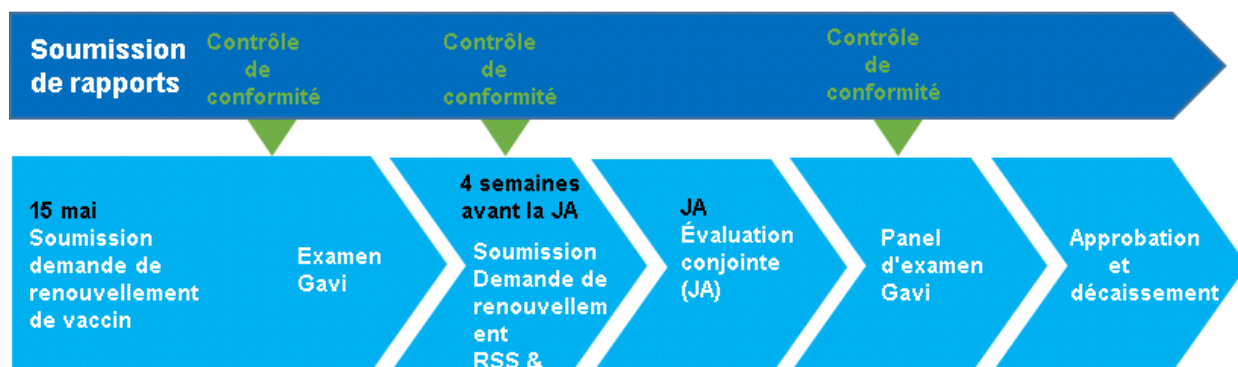 Soumission
de rapports
Contrôle
de
conformité
Contrôle
de
conformité
Contrôle
de
conformité
15 mai
Soumission
demande de
renouvellement
de vaccin
Examen
Gavi
4 semaines
avant la JA
Soumission
Demande de
renouvellem
ent
RSS &
JA
Évaluation
conjointe
(JA)
Panel
d'examen
Gavi
Approbation
et
décaissement